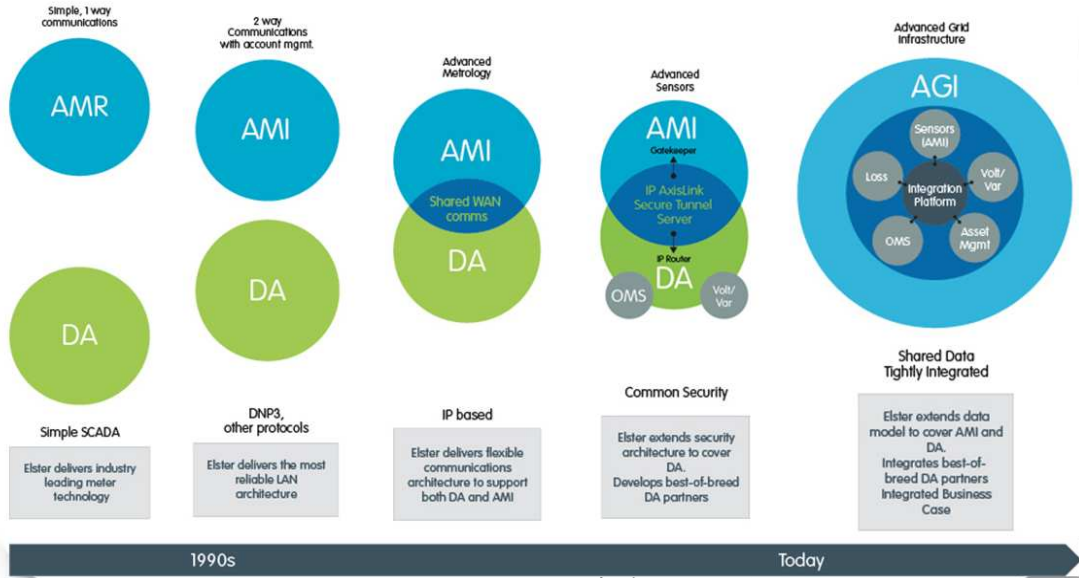 Simple, 1 way
communications
AMR
DA
Simple SCADA
Elster delivers industry
leading meter
technology
2 way
Communications
with account mgmt.
AMI
DA
DNP3,
other protocols
Elster delivers the most
reliable LAN
architecture
Advanced
Metrology
AMI
Shared WAN
comms
DA
IP based
Elster delivers flexible
communications
architecture to support
both DA and AMI
Advanced
Sensors
AMI
Gatekeeper
IP AxisLink
Secure Tunnel
Server
IP Router
DA
OMS
Volt/
Var
Common Security
Elster extends security
architecture to cover
DA.
Develops best-of-breed
DA partners
Advanced Grid
Infrastructure
AGI
Sensors
(AMI)
Loss
Volt/
Var
Integration
Platform
OMS
Asset
Mgmt
Shared Data
Tightly Integrated
Elster extends data
model to cover AMI and
DA.
Integrates best-of-
breed DA partners
Integrated Business
Case
1990s
Today